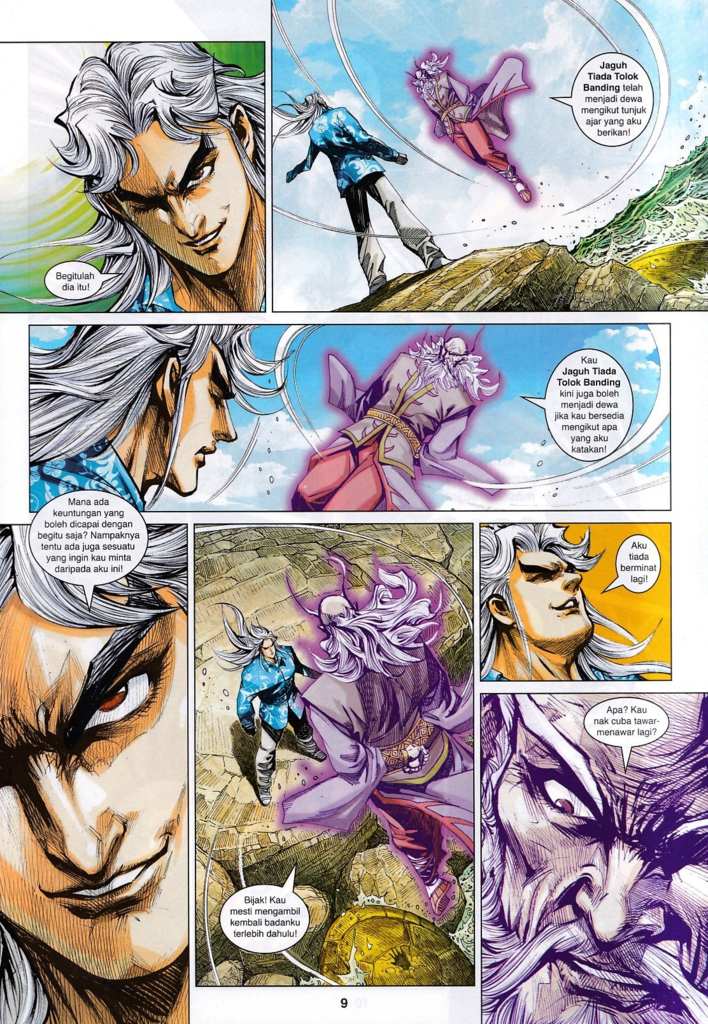 Jaguh
Tiada Tolok
Banding telah
menjadi dewa
mengikut tunjuk
ajar yang aku
berikan!
Begitulah
dia itu!
Kau
Jaguh Tiada
Tolok Banding
kini juga boleh
menjadi dewa
jika kau bersedia
mengikut apa
yang aku
katakan!
Mana ada
keuntungan yang
boleh dicapai dengan
begitu saja? Nampaknya
tentu ada juga sesuatu
yang ingin kau minta
daripada aku ini!
Bijak! Kau
mesti mengambil
kembali badanku
terlebih dahulu!
Aku
tiada
berminat
lagi!
Apa? Kau
nak cuba tawar-
menawar lagi?
9